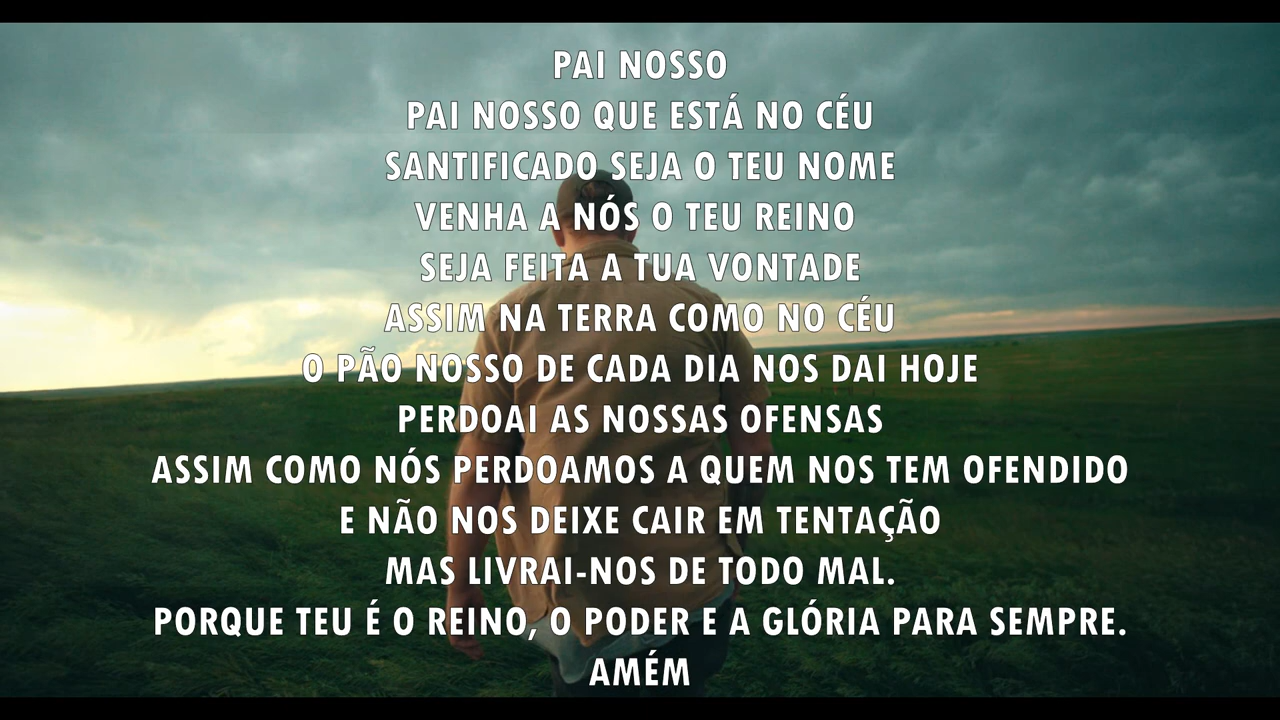 PAI NOSSO
PAI NOSSO QUE ESTÁ NO CÉU
SANTIFICADO SEJA O TEU NOME
VENHA A NÓS O TEU REINO
SEJA FEITA A TUA VONTADE
ASSIM NA TERRA COMO NO CÉU
O PÃO NOSSO DE CADA DIA NOS DAI HOJE
PERDOAI AS NOSSAS OFENSAS
ASSIM COMO NÓS PERDOAMOS A QUEM NOS TEM OFENDIDO
E NÃO NOS DEIXE CAIR EM TENTAÇÃO
MAS LIVRAI-NOS DE TODO MAL.
PORQUE TEU É O REINO, O PODER E A GLÓRIA PARA SEMPRE.
AMÉM